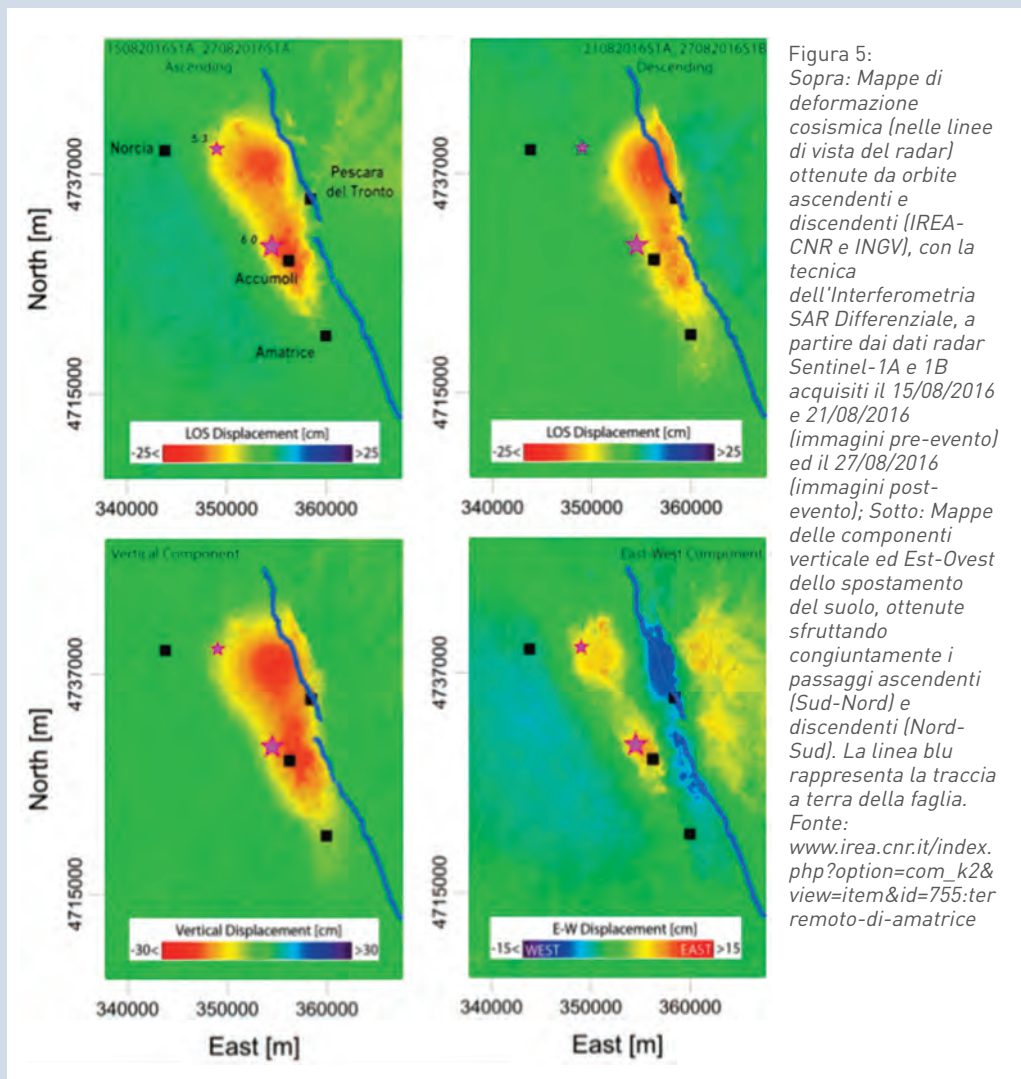 15082016S1A_27082016S1A
Ascending
Norcia
5.3
Pescara
del Tronto
6.0
Accumoli
Amatrice
North [m]
4737000
4715000
LOS Displacement [cm]
-25<
>25
340000
350000
360000
21082016S1A_27082016S1B
Descending
4737000
4715000
LOS Displacement [cm]
-25<
>25
340000
350000
360000
Vertical Component
North [m]
4737000
4715000
Vertical Displacement [cm]
-30<
>30
340000
350000
360000
East [m]
East-West Component
4737000
4715000
E-W Displacement [cm]
-15<
WEST
EAST
>15
340000
350000
360000
East [m]
Figura 5:
Sopra: Mappe di
deformazione
cosismica (nelle linee
di vista del radar)
ottenute da orbite
ascendenti e
discendenti (IREA-
CNR e INGV), con la
tecnica
dell'Interferometria
SAR Differenziale, a
partire dai dati radar
Sentinel-1A e 1B
acquisiti il 15/08/2016
e 21/08/2016
(immagini pre-evento)
ed il 27/08/2016
(immagini post-
evento); Sotto: Mappe
delle componenti
verticale ed Est-Ovest
dello spostamento
del suolo, ottenute
sfruttando
congiuntamente i
passaggi ascendenti
(Sud-Nord) e
discendenti (Nord-
Sud). La linea blu
rappresenta la traccia
a terra della faglia.
Fonte:
www.irea.cnr.it/index.
php?option=com_k2&
view=item&id=755:ter
remoto-di-amatrice